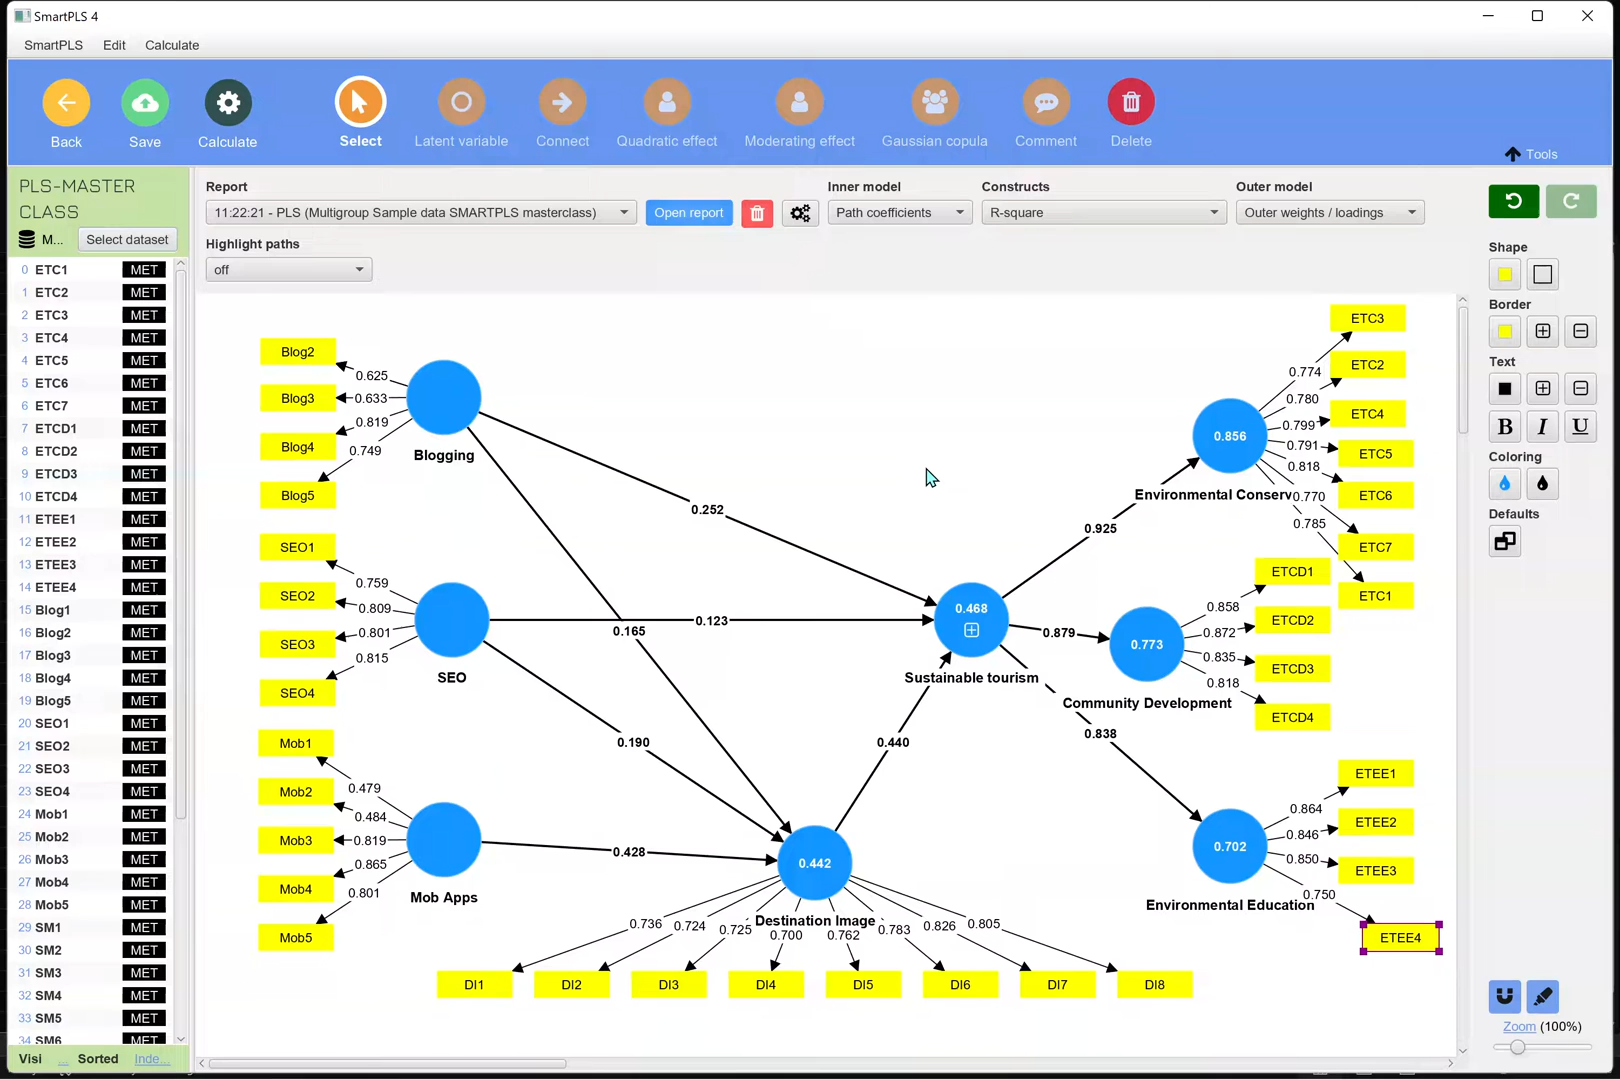 SmartPLS 4
SmartPLS Edit Calculate
Back Save Calculate Select Latent variable Connect Quadratic effect Moderating effect Gaussian copula Comment Delete
Tools
PLS-MASTER
CLASS
M... Select dataset
0 ETC1 MET
1 ETC2 MET
2 ETC3 MET
3 ETC4 MET
4 ETC5 MET
5 ETC6 MET
6 ETC7 MET
7 ETCD1 MET
8 ETCD2 MET
9 ETCD3 MET
10 ETCD4 MET
11 ETEE1 MET
12 ETEE2 MET
13 ETEE3 MET
14 ETEE4 MET
15 Blog1 MET
16 Blog2 MET
17 Blog3 MET
18 Blog4 MET
19 Blog5 MET
20 SEO1 MET
21 SEO2 MET
22 SEO3 MET
23 SEO4 MET
24 Mob1 MET
25 Mob2 MET
26 Mob3 MET
27 Mob4 MET
28 Mob5 MET
29 SM1 MET
30 SM2 MET
31 SM3 MET
32 SM4 MET
33 SM5 MET
34 SM6 MET
Visi ... Sorted Inde...
Report
11:22:21 - PLS (Multigroup Sample data SMARTPLS masterclass)
Open report
Inner model
Path coefficients
Constructs
R-square
Outer model
Outer weights / loadings
Highlight paths
off
Blog2
Blog3
Blog4
Blog5
0.625
0.633
0.819
0.749
Blogging
SEO1
SEO2
SEO3
SEO4
0.759
0.809
0.801
0.815
SEO
Mob1
Mob2
Mob3
Mob4
Mob5
0.479
0.484
0.819
0.865
0.801
Mob Apps
0.252
0.123
0.165
0.190
0.428
0.440
0.442
Destination Image
0.736
0.724
0.725
0.700
0.762
0.783
0.826
0.805
DI1
DI2
DI3
DI4
DI5
DI6
DI7
DI8
0.468
Sustainable tourism
0.925
0.879
0.838
0.856
Environmental Conserv
0.774
0.780
0.799
0.791
0.818
0.770
0.785
ETC3
ETC2
ETC4
ETC5
ETC6
ETC7
ETC1
0.773
Community Development
0.858
0.872
0.835
0.818
ETCD1
ETCD2
ETCD3
ETCD4
0.702
Environmental Education
0.864
0.846
0.850
0.750
ETEE1
ETEE2
ETEE3
ETEE4
Shape
Border
Text
B I U
Coloring
Defaults
Zoom (100%)